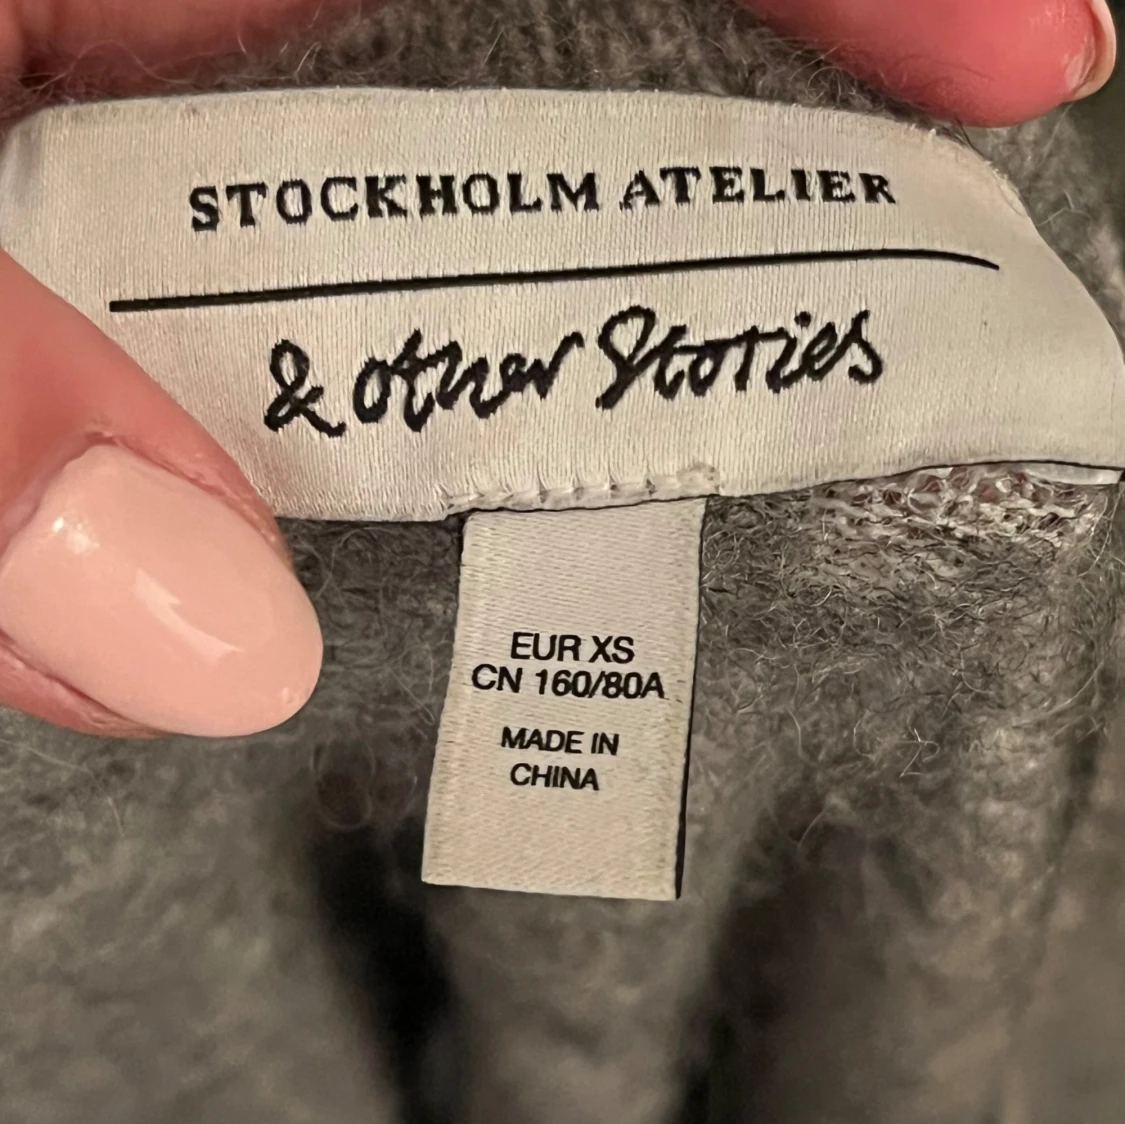 STOCKHOLM ATELIER
& other Stories
EUR XS
CN 160/80A
MADE IN
CHINA